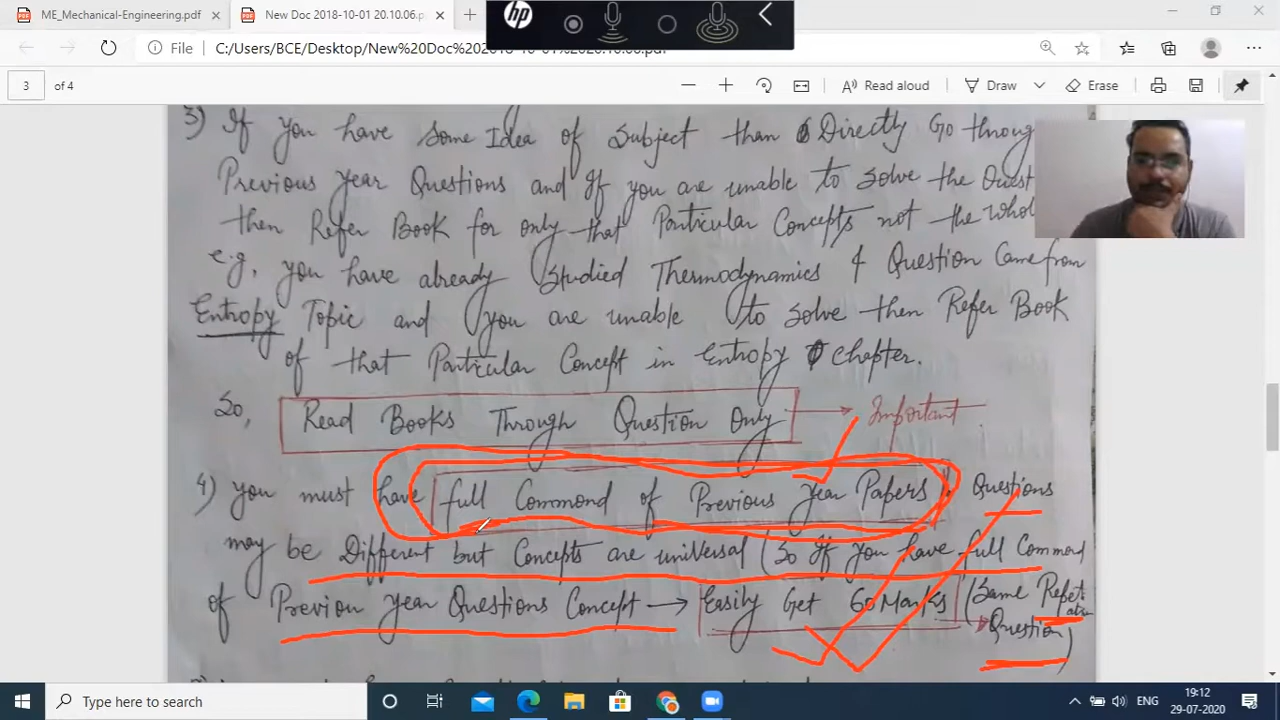 ME_Mechanical-Engineering.pdf
New Doc 2018-10-01 20.10.06.p
hp
File
C:/Users/BCE/Desktop/New%20Doc%202018-10-01%2020.10.06.pdf
3 of 4
Read aloud
Draw
Erase
3) If you have some Idea of Subject than Directly Go throug
Previous Year Questions and If you are unable to solve the Quest
then Refer Book for only that Particular Concepts not the Whol
e.g, you have already Studied Thermodynamics & Question Came from
Entropy Topic and you are unable to solve then Refer Book
of that Particular Concept in Entropy chapter.
So, Read Books Through Question Only Important
4) you must have full Commond of Previous Year Papers. Questions
may be Different but Concepts are universal (So If you have full Commond
of Previou Year Questions Concept → Easily Get 60 Marks (Same Repet
ation
Question)
Type here to search
ENG
19:12
29-07-2020